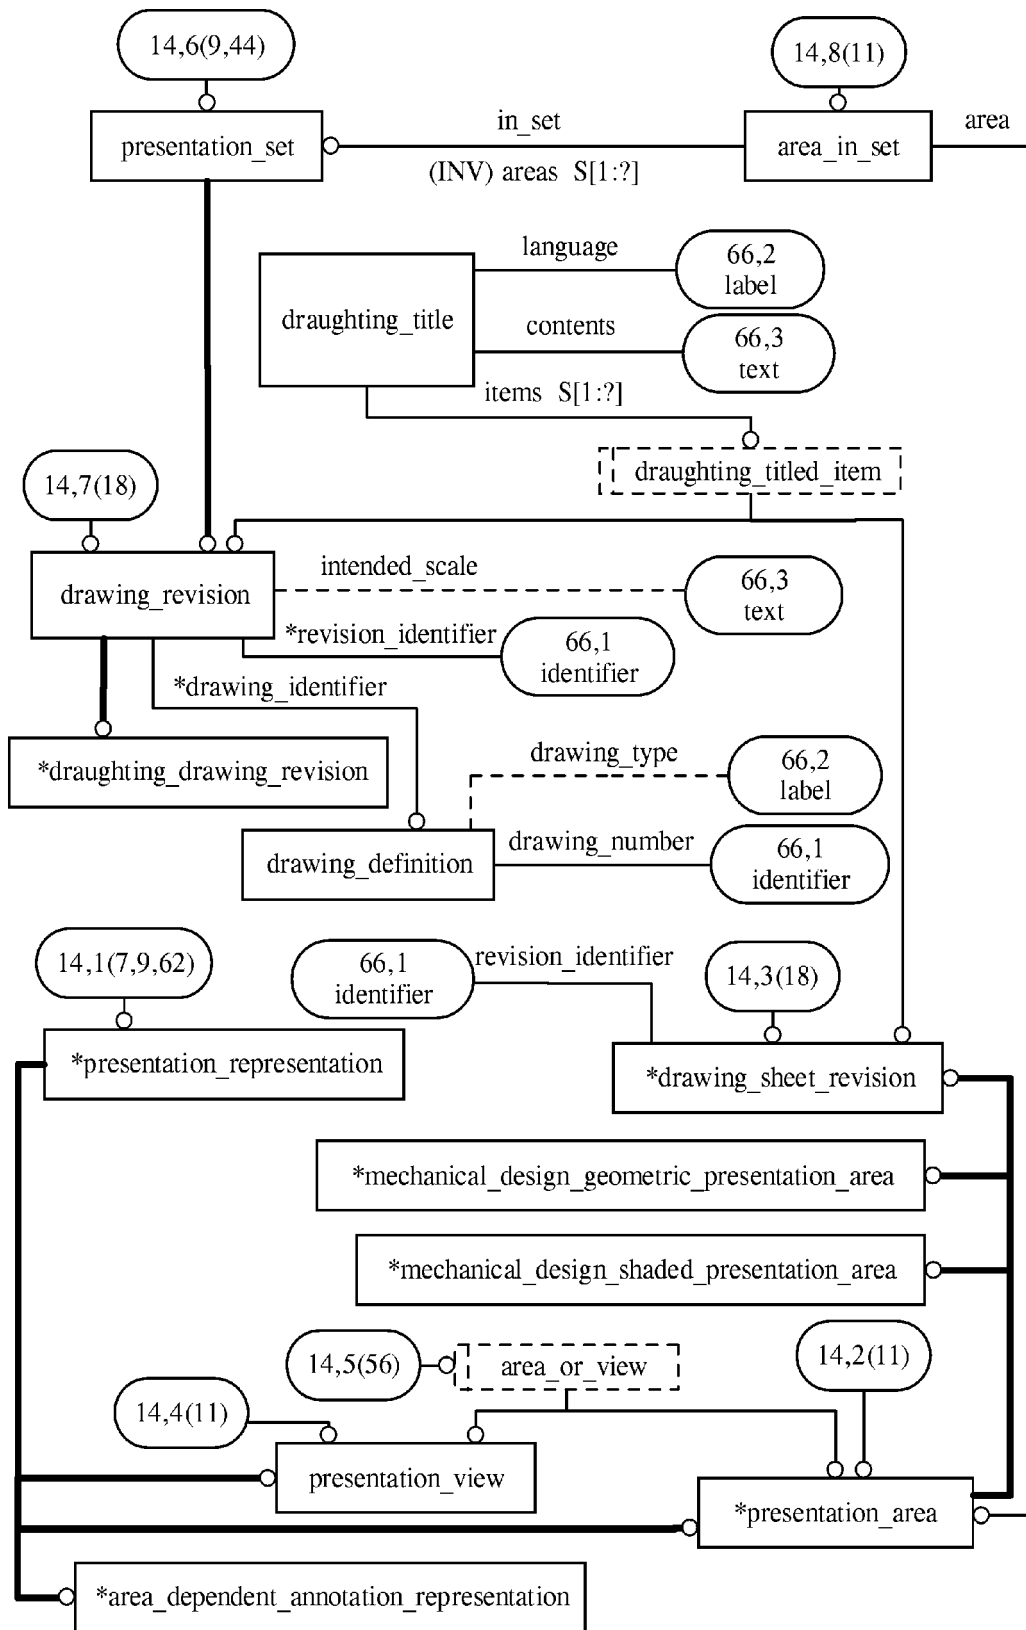 14,6(9,44)
14,8(11)
presentation_set
in_set
area_in_set
area
(INV) areas S[1:?]
draughting_title
language
66,2
label
contents
66,3
text
items S[1:?]
draughting_titled_item
14,7(18)
drawing_revision
intended_scale
66,3
text
*revision_identifier
66,1
identifier
*drawing_identifier
*draughting_drawing_revision
drawing_type
66,2
label
drawing_definition
drawing_number
66,1
identifier
14,1(7,9,62)
66,1
identifier
revision_identifier
14,3(18)
*presentation_representation
*drawing_sheet_revision
*mechanical_design_geometric_presentation_area
*mechanical_design_shaded_presentation_area
14,5(56)
area_or_view
14,2(11)
14,4(11)
presentation_view
*presentation_area
*area_dependent_annotation_representation